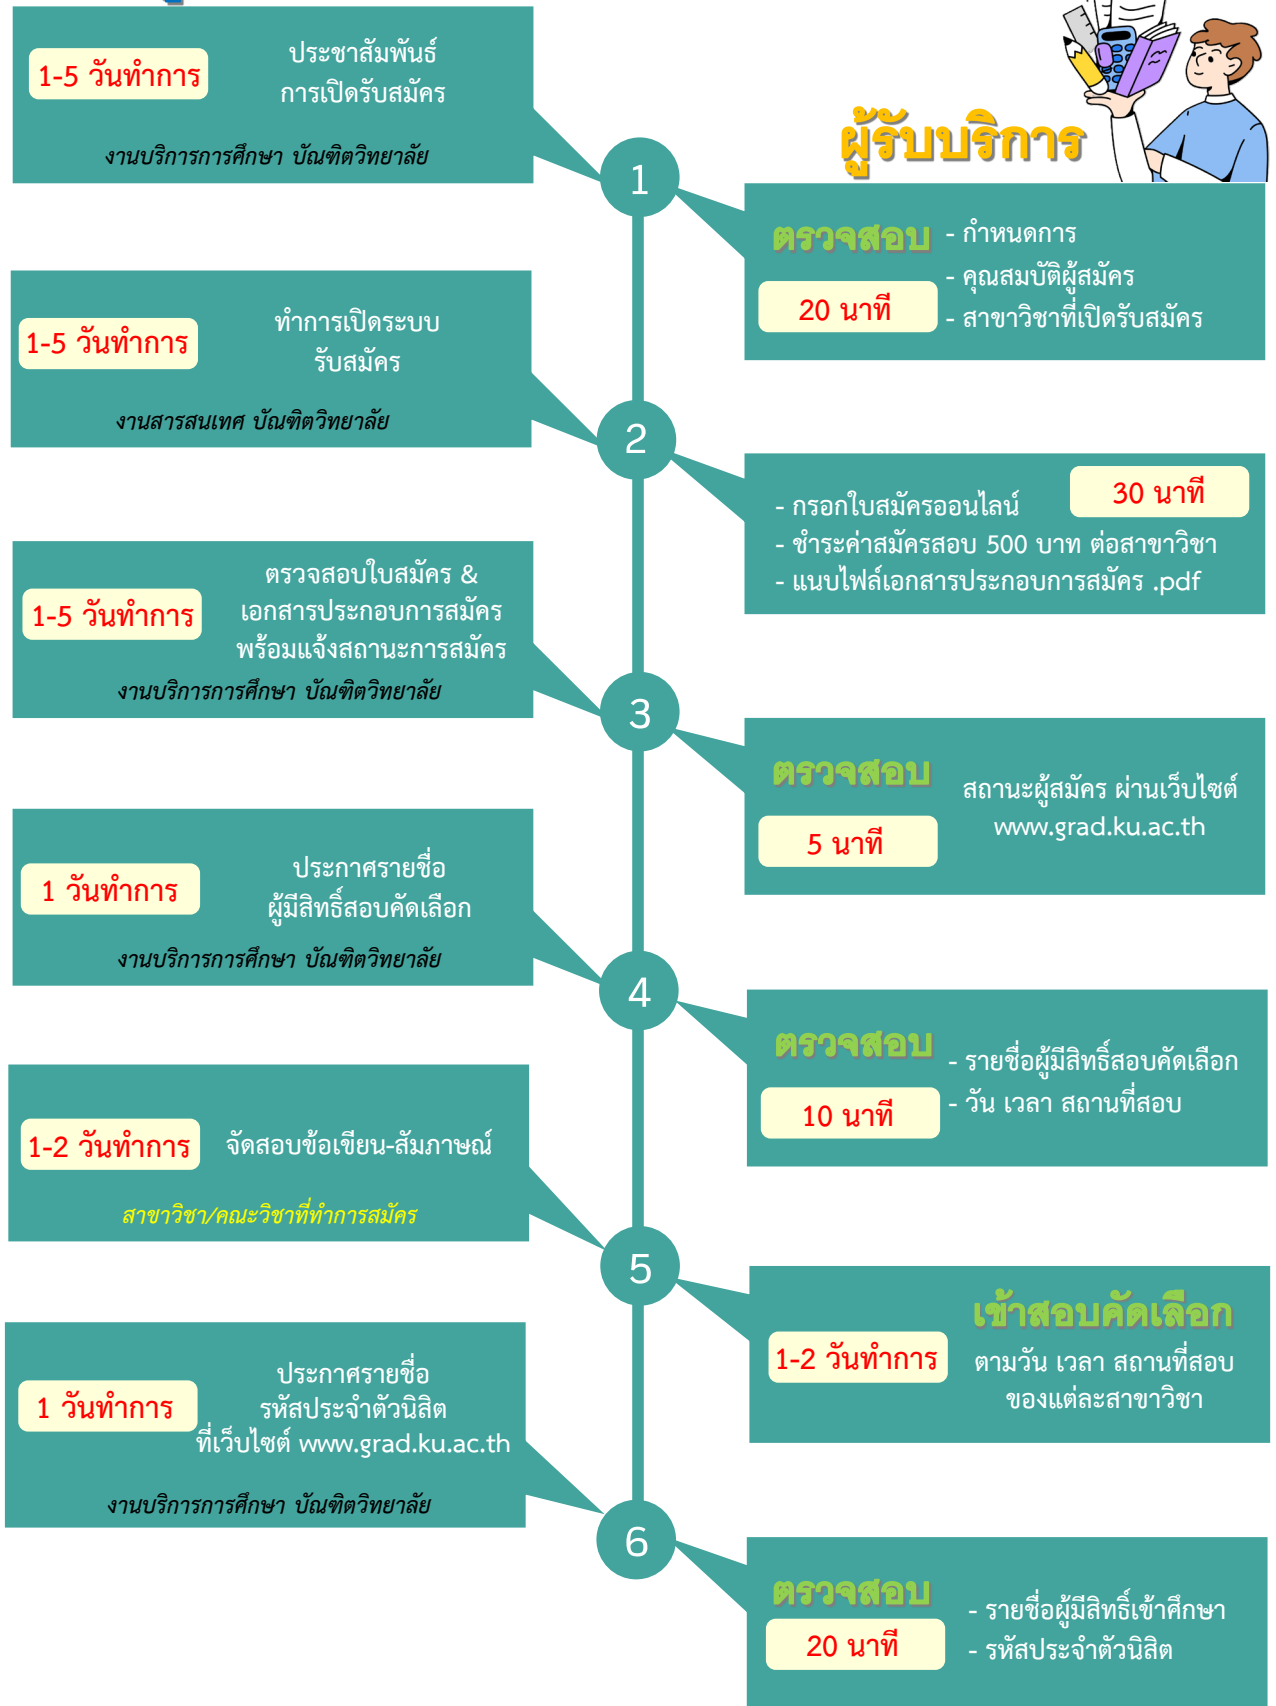 1-5 วันทำการ
ประชาสัมพันธ์
การเปิดรับสมัคร
งานบริการการศึกษา บัณฑิตวิทยาลัย
ผู้รับบริการ
1
ตรวจสอบ
20 นาที
- กำหนดการ
- คุณสมบัติผู้สมัคร
- สาขาวิชาที่เปิดรับสมัคร
1-5 วันทำการ
ทำการเปิดระบบ
รับสมัคร
งานสารสนเทศ บัณฑิตวิทยาลัย
2
30 นาที
- กรอกใบสมัครออนไลน์
- ชำระค่าสมัครสอบ 500 บาท ต่อสาขาวิชา
- แนบไฟล์เอกสารประกอบการสมัคร .pdf
1-5 วันทำการ
ตรวจสอบใบสมัคร &
เอกสารประกอบการสมัคร
พร้อมแจ้งสถานะการสมัคร
งานบริการการศึกษา บัณฑิตวิทยาลัย
3
ตรวจสอบ
5 นาที
สถานะผู้สมัคร ผ่านเว็บไซต์
www.grad.ku.ac.th
1 วันทำการ
ประกาศรายชื่อ
ผู้มีสิทธิ์สอบคัดเลือก
งานบริการการศึกษา บัณฑิตวิทยาลัย
4
ตรวจสอบ
10 นาที
- รายชื่อผู้มีสิทธิ์สอบคัดเลือก
- วัน เวลา สถานที่สอบ
1-2 วันทำการ
จัดสอบข้อเขียน-สัมภาษณ์
สาขาวิชา/คณะวิชาที่ทำการสมัคร
5
เข้าสอบคัดเลือก
1-2 วันทำการ
ตามวัน เวลา สถานที่สอบ
ของแต่ละสาขาวิชา
1 วันทำการ
ประกาศรายชื่อ
รหัสประจำตัวนิสิต
ที่เว็บไซต์ www.grad.ku.ac.th
งานบริการการศึกษา บัณฑิตวิทยาลัย
6
ตรวจสอบ
20 นาที
- รายชื่อผู้มีสิทธิ์เข้าศึกษา
- รหัสประจำตัวนิสิต